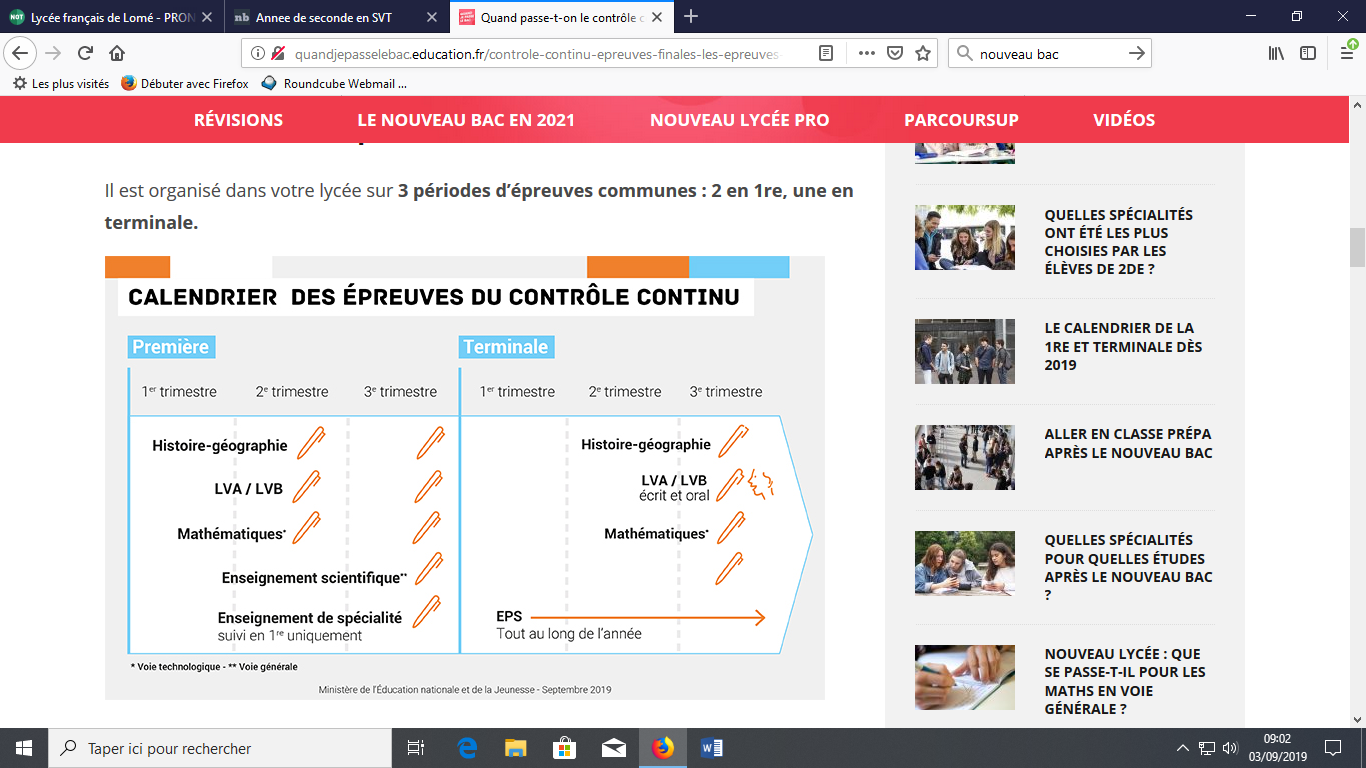 Lycée français de Lomé - PRON
Annee de seconde en SVT
Quand passe-t-on le contrôle c
quandjepasselebac.education.fr/controle-continu-epreuves-finales-les-epreuves-
nouveau bac
Les plus visités
Débuter avec Firefox
Roundcube Webmail ...
RÉVISIONS
LE NOUVEAU BAC EN 2021
NOUVEAU LYCÉE PRO
PARCOURSUP
VIDÉOS
Il est organisé dans votre lycée sur 3 périodes d'épreuves communes : 2 en 1re, une en
terminale.
CALENDRIER DES ÉPREUVES DU CONTRÔLE CONTINU
Première
Terminale
1er trimestre
2e trimestre
3e trimestre
1er trimestre
2e trimestre
3e trimestre
Histoire-géographie
LVA / LVB
Mathématiques*
Enseignement scientifique**
Enseignement de spécialité
suivi en 1re uniquement
Histoire-géographie
LVA / LVB
écrit et oral
Mathématiques*
EPS
Tout au long de l'année
* Voie technologique - ** Voie générale
Ministère de l'Éducation nationale et de la Jeunesse - Septembre 2019
QUELLES SPÉCIALITÉS
ONT ÉTÉ LES PLUS
CHOISIES PAR LES
ÉLÈVES DE 2DE ?
LE CALENDRIER DE LA
1RE ET TERMINALE DÈS
2019
ALLER EN CLASSE PRÉPA
APRÈS LE NOUVEAU BAC
QUELLES SPÉCIALITÉS
POUR QUELLES ÉTUDES
APRÈS LE NOUVEAU BAC
?
NOUVEAU LYCÉE : QUE
SE PASSE-T-IL POUR LES
MATHS EN VOIE
GÉNÉRALE ?
Taper ici pour rechercher
09:02
03/09/2019